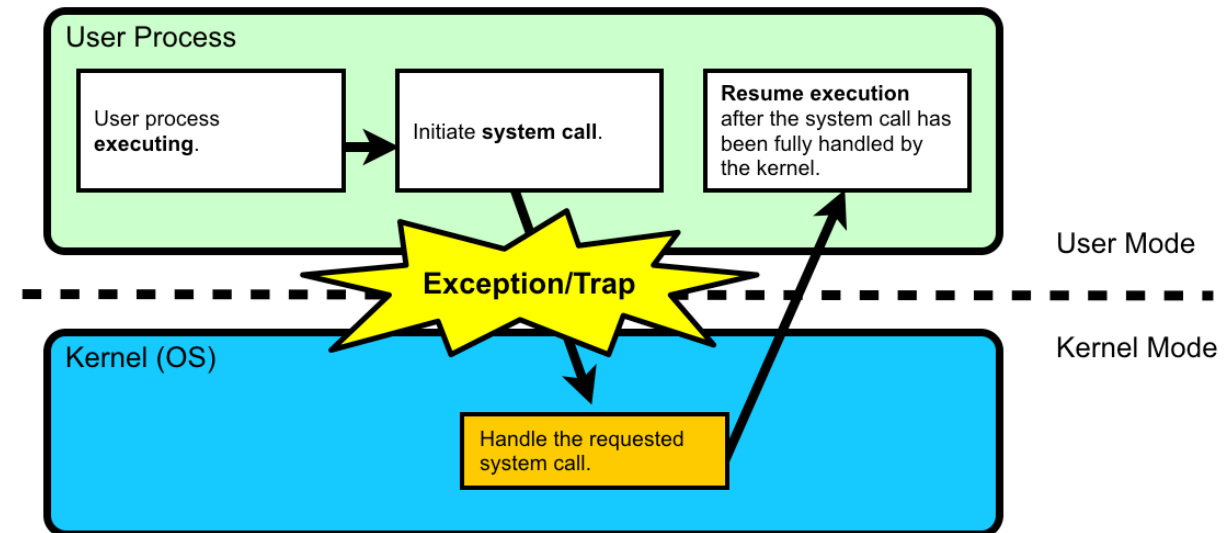 User Process
User process
executing.
Initiate system call.
Resume execution
after the system call has
been fully handled by
the kernel.
User Mode
Exception/Trap
Kernel Mode
Kernel (OS)
Handle the requested
system call.